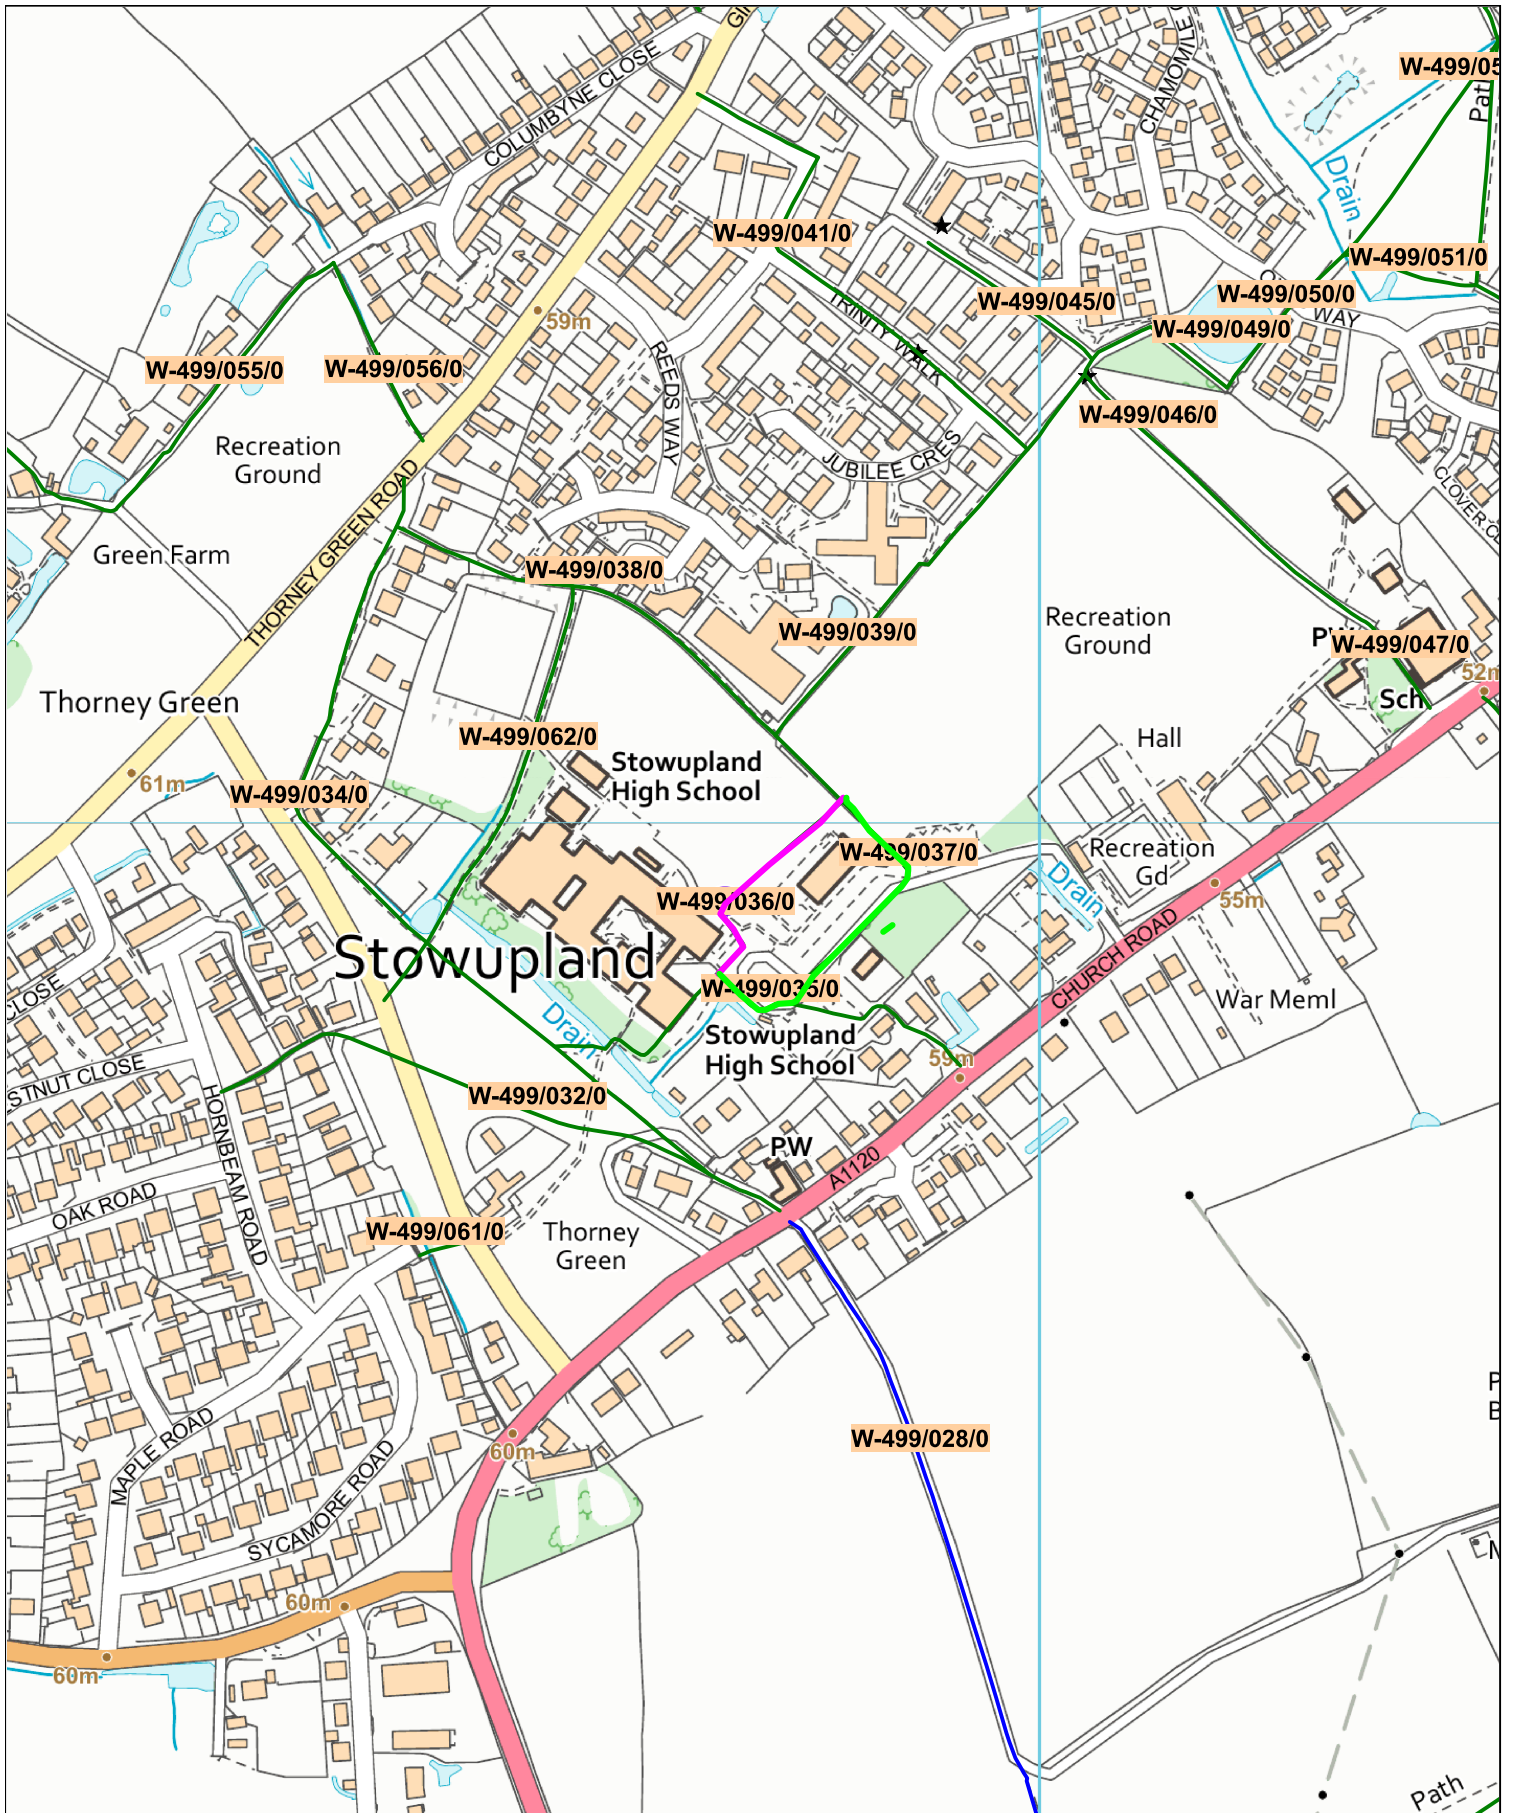 COLUMBYNE CLOSE
CHAMOMILE
W-499/05
Drain
W-499/041/0
W-499/051/0
W-499/045/0
W-499/050/0
WAY
W-499/049/0
59m
TRINITY WALK
W-499/055/0
W-499/056/0
REEDS WAY
W-499/046/0
Recreation
Ground
JUBILEE CRES
THORNEY GREEN ROAD
Green Farm
W-499/038/0
W-499/039/0
Recreation
Ground
W-499/047/0
52m
Thorney Green
Sch
W-499/062/0
Hall
Stowupland
High School
61m
W-499/034/0
W-499/037/0
Recreation
Gd
Drain
55m
W-499/036/0
CHURCH ROAD
Stowupland
CLOSE
W-499/035/0
War Meml
Drain
Stowupland
High School
59m
STNUT CLOSE
W-499/032/0
HORNBEAM ROAD
PW
A1120
OAK ROAD
W-499/061/0
Thorney
Green
MAPLE ROAD
W-499/028/0
60m
SYCAMORE ROAD
60m
60m
Path